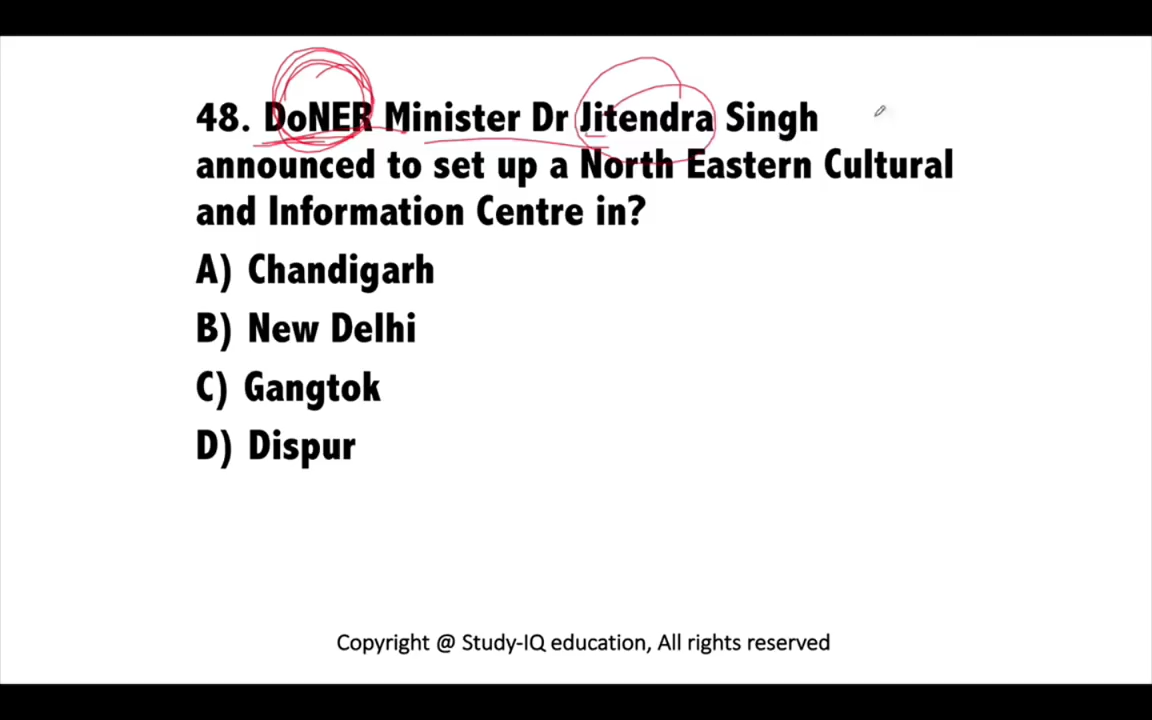 48. DoNER Minister Dr Jitendra Singh
announced to set up a North Eastern Cultural
and Information Centre in?
A) Chandigarh
B) New Delhi
C) Gangtok
D) Dispur
Copyright @ Study-IQ education, All rights reserved